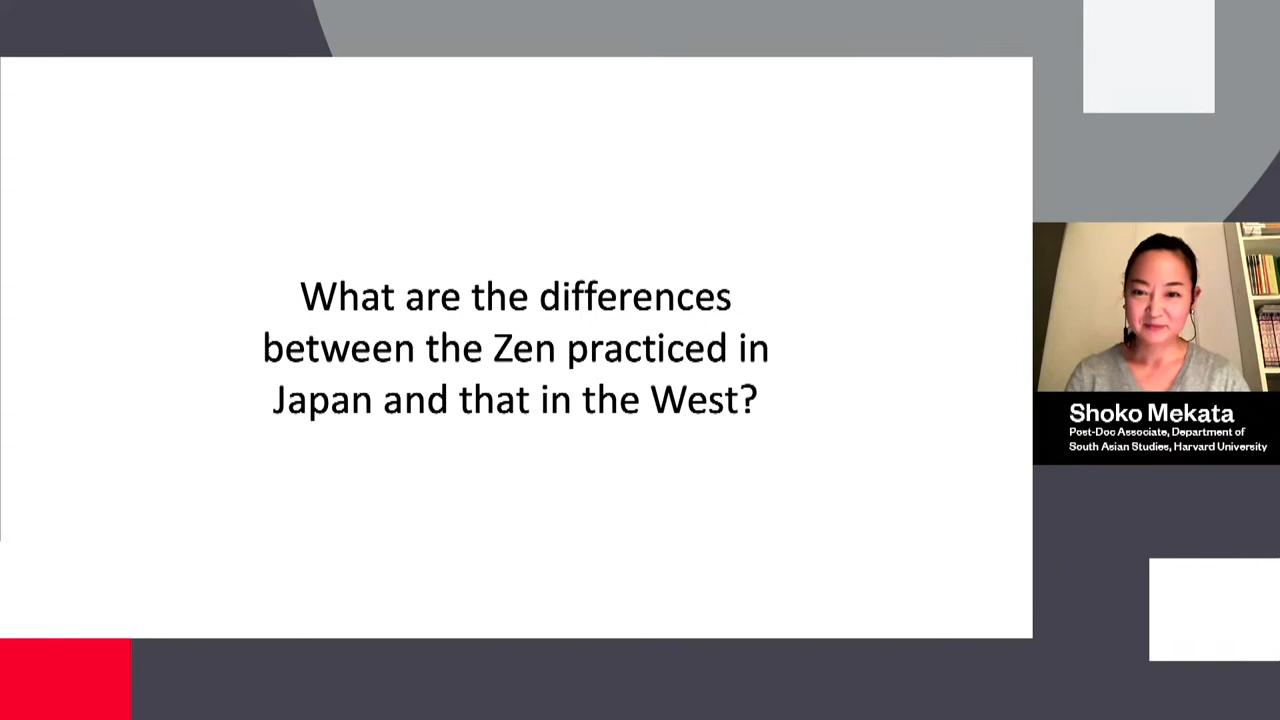 What are the differences
between the Zen practiced in
Japan and that in the West?
Shoko Mekata
Post-Doc Associate, Department of
South Asian Studies, Harvard University